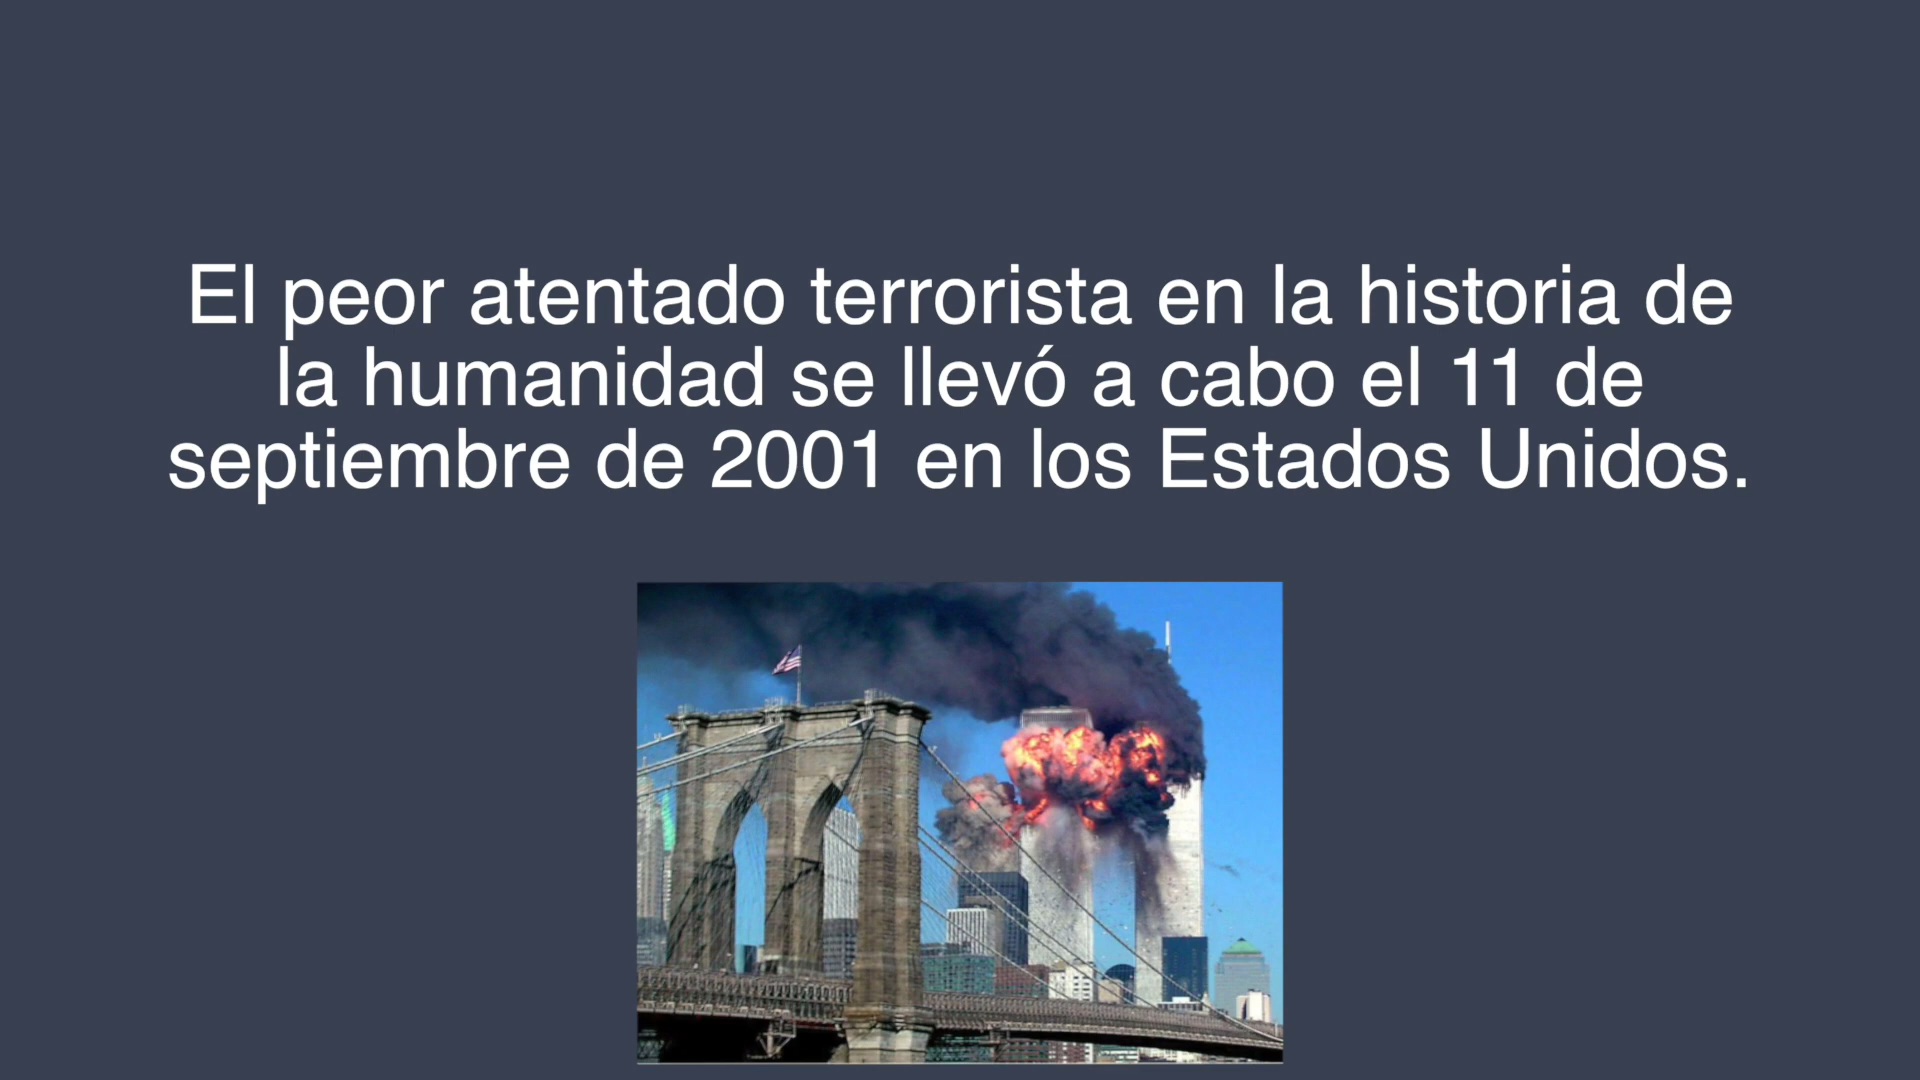 El peor atentado terrorista en la historia de
la humanidad se llevó a cabo el 11 de
septiembre de 2001 en los Estados Unidos.